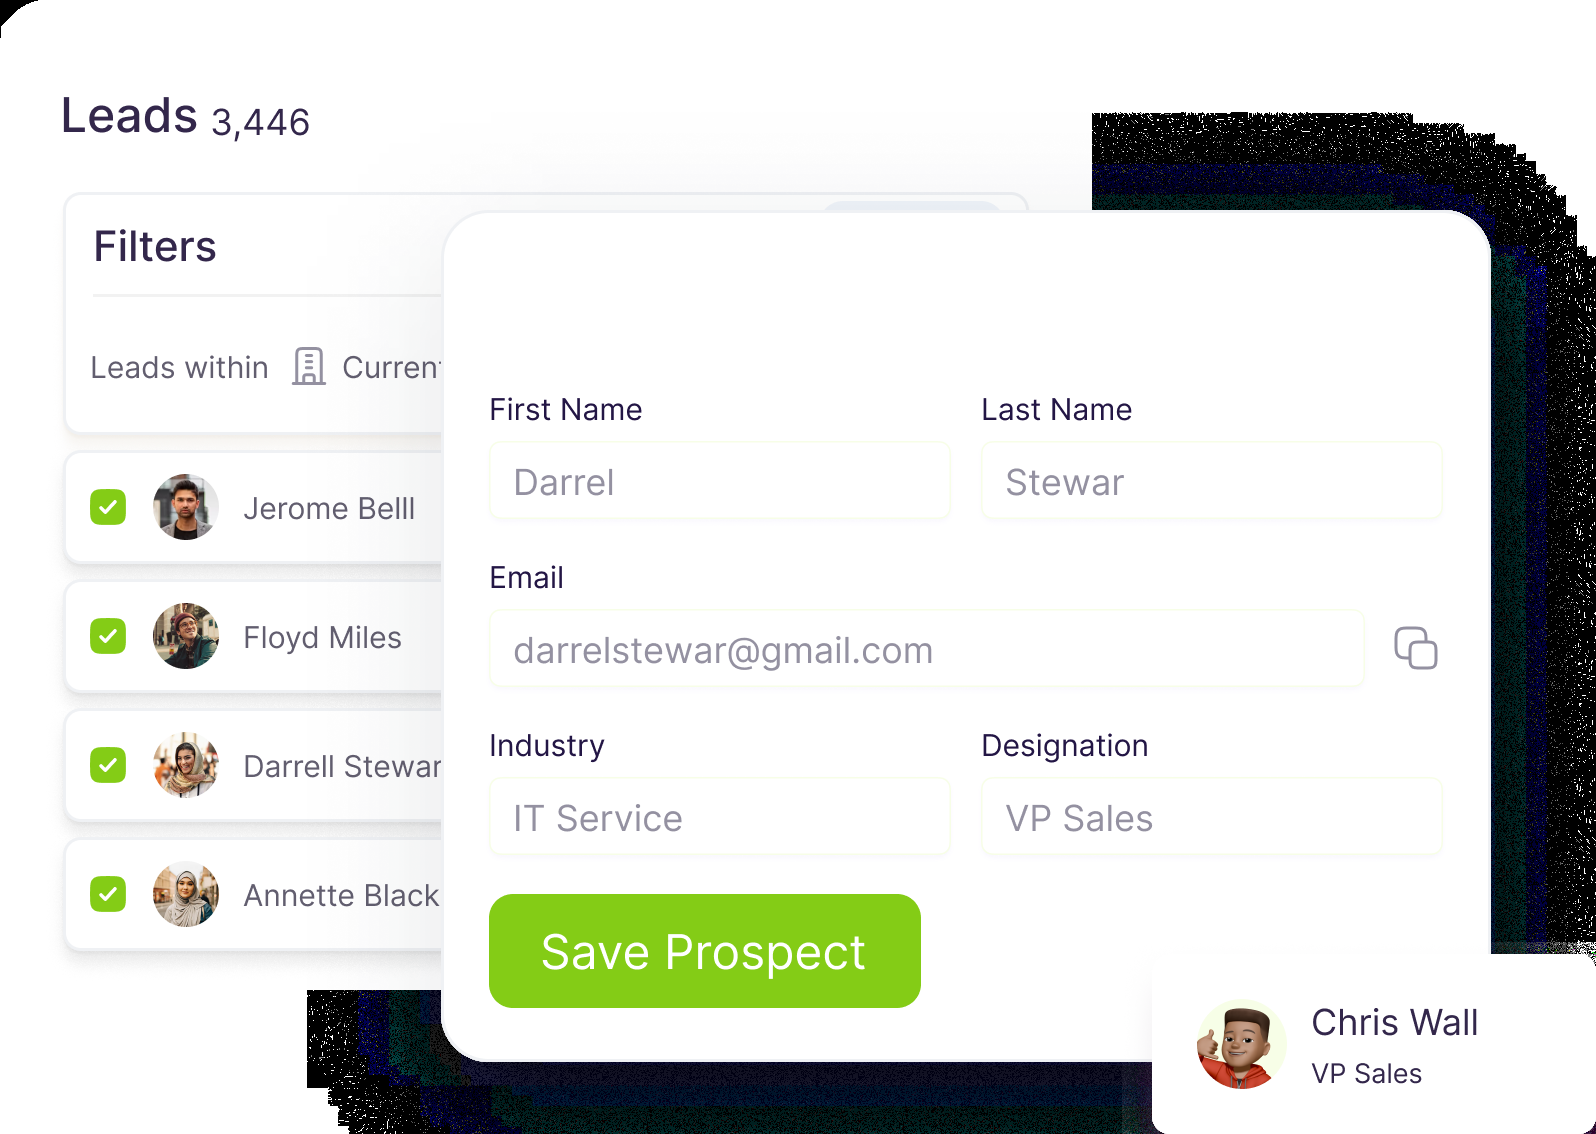 Leads 3,446
Filters
Leads within Current
Jerome Belll
Floyd Miles
Darrell Stewar
Annette Black
First Name
Last Name
Darrel
Stewar
Email
darrelstewar@gmail.com
Industry
Designation
IT Service
VP Sales
Save Prospect
Chris Wall
VP Sales